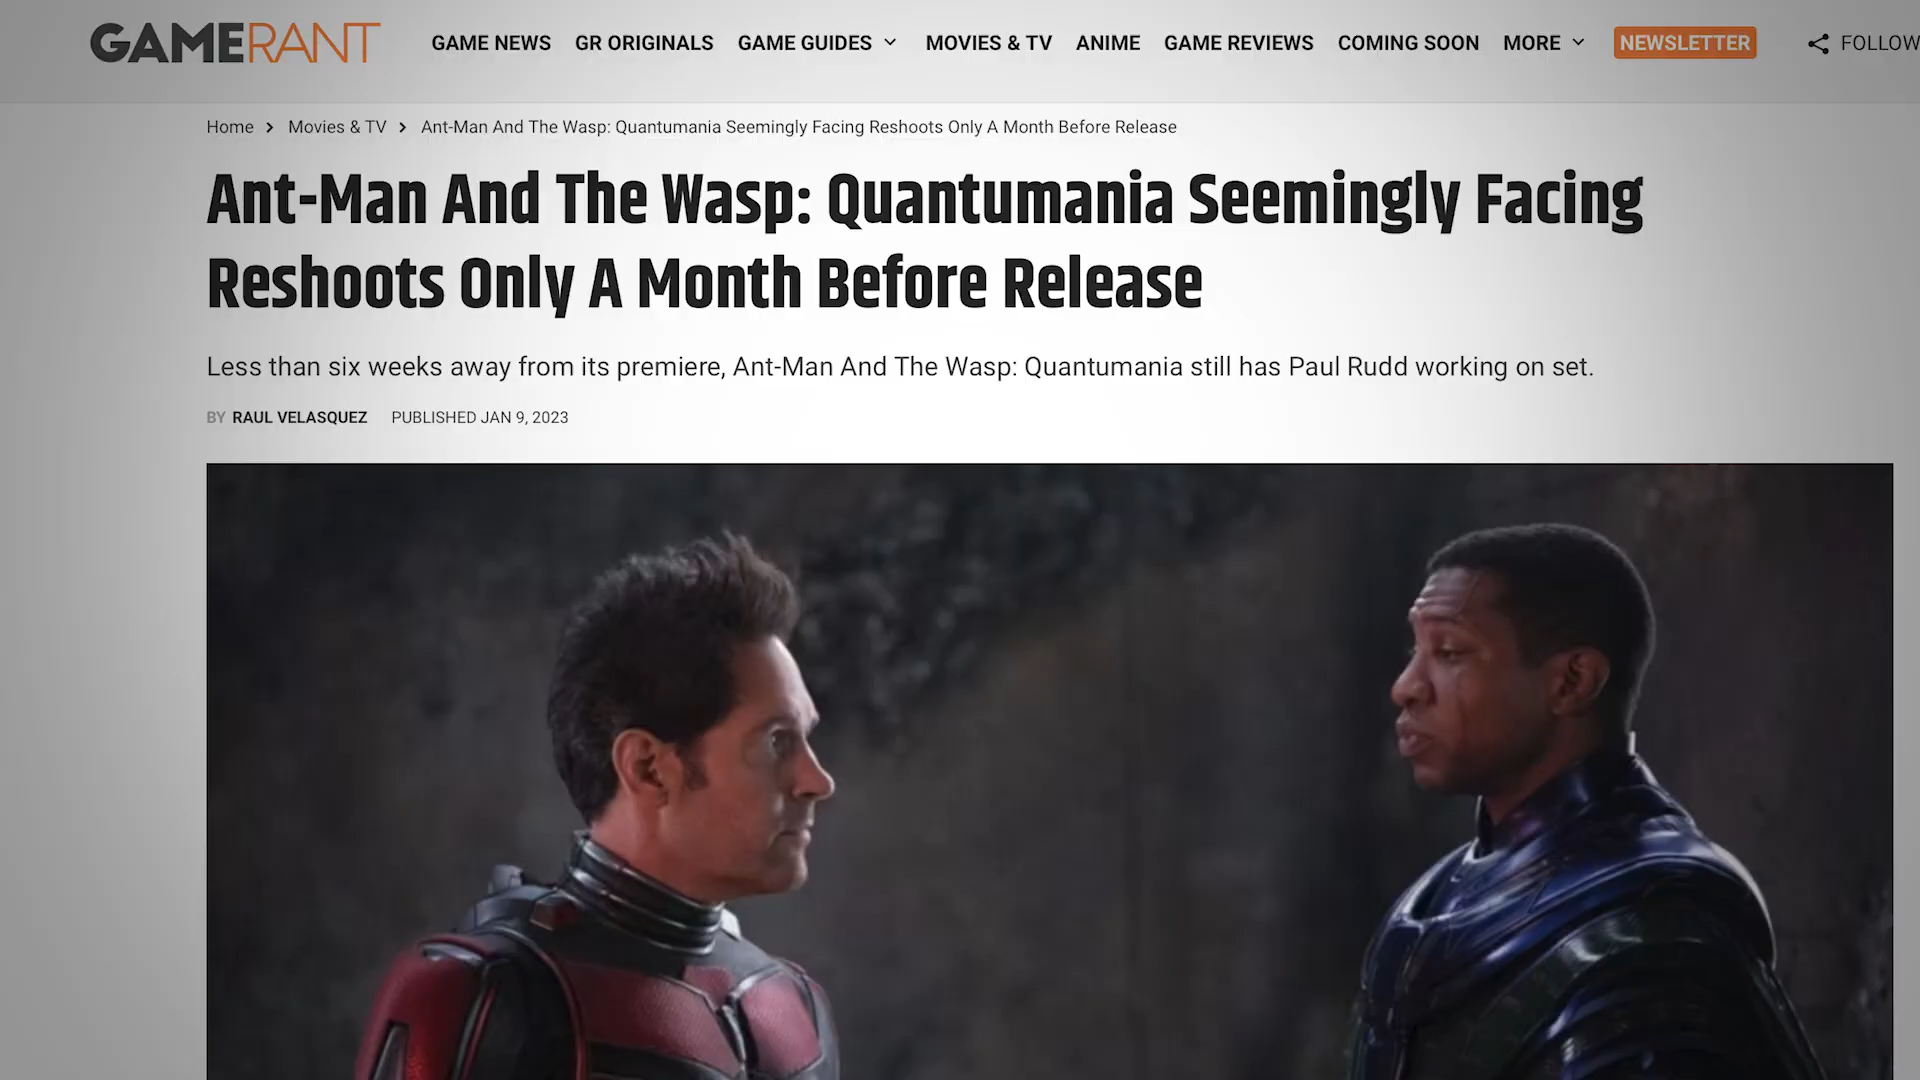 GAMERANT GAME NEWS GR ORIGINALS GAME GUIDES MOVIES & TV ANIME GAME REVIEWS COMING SOON MORE NEWSLETTER FOLLOW
Home > Movies & TV > Ant-Man And The Wasp: Quantumania Seemingly Facing Reshoots Only A Month Before Release
Ant-Man And The Wasp: Quantumania Seemingly Facing
Reshoots Only A Month Before Release
Less than six weeks away from its premiere, Ant-Man And The Wasp: Quantumania still has Paul Rudd working on set.
BY RAUL VELASQUEZ PUBLISHED JAN 9, 2023